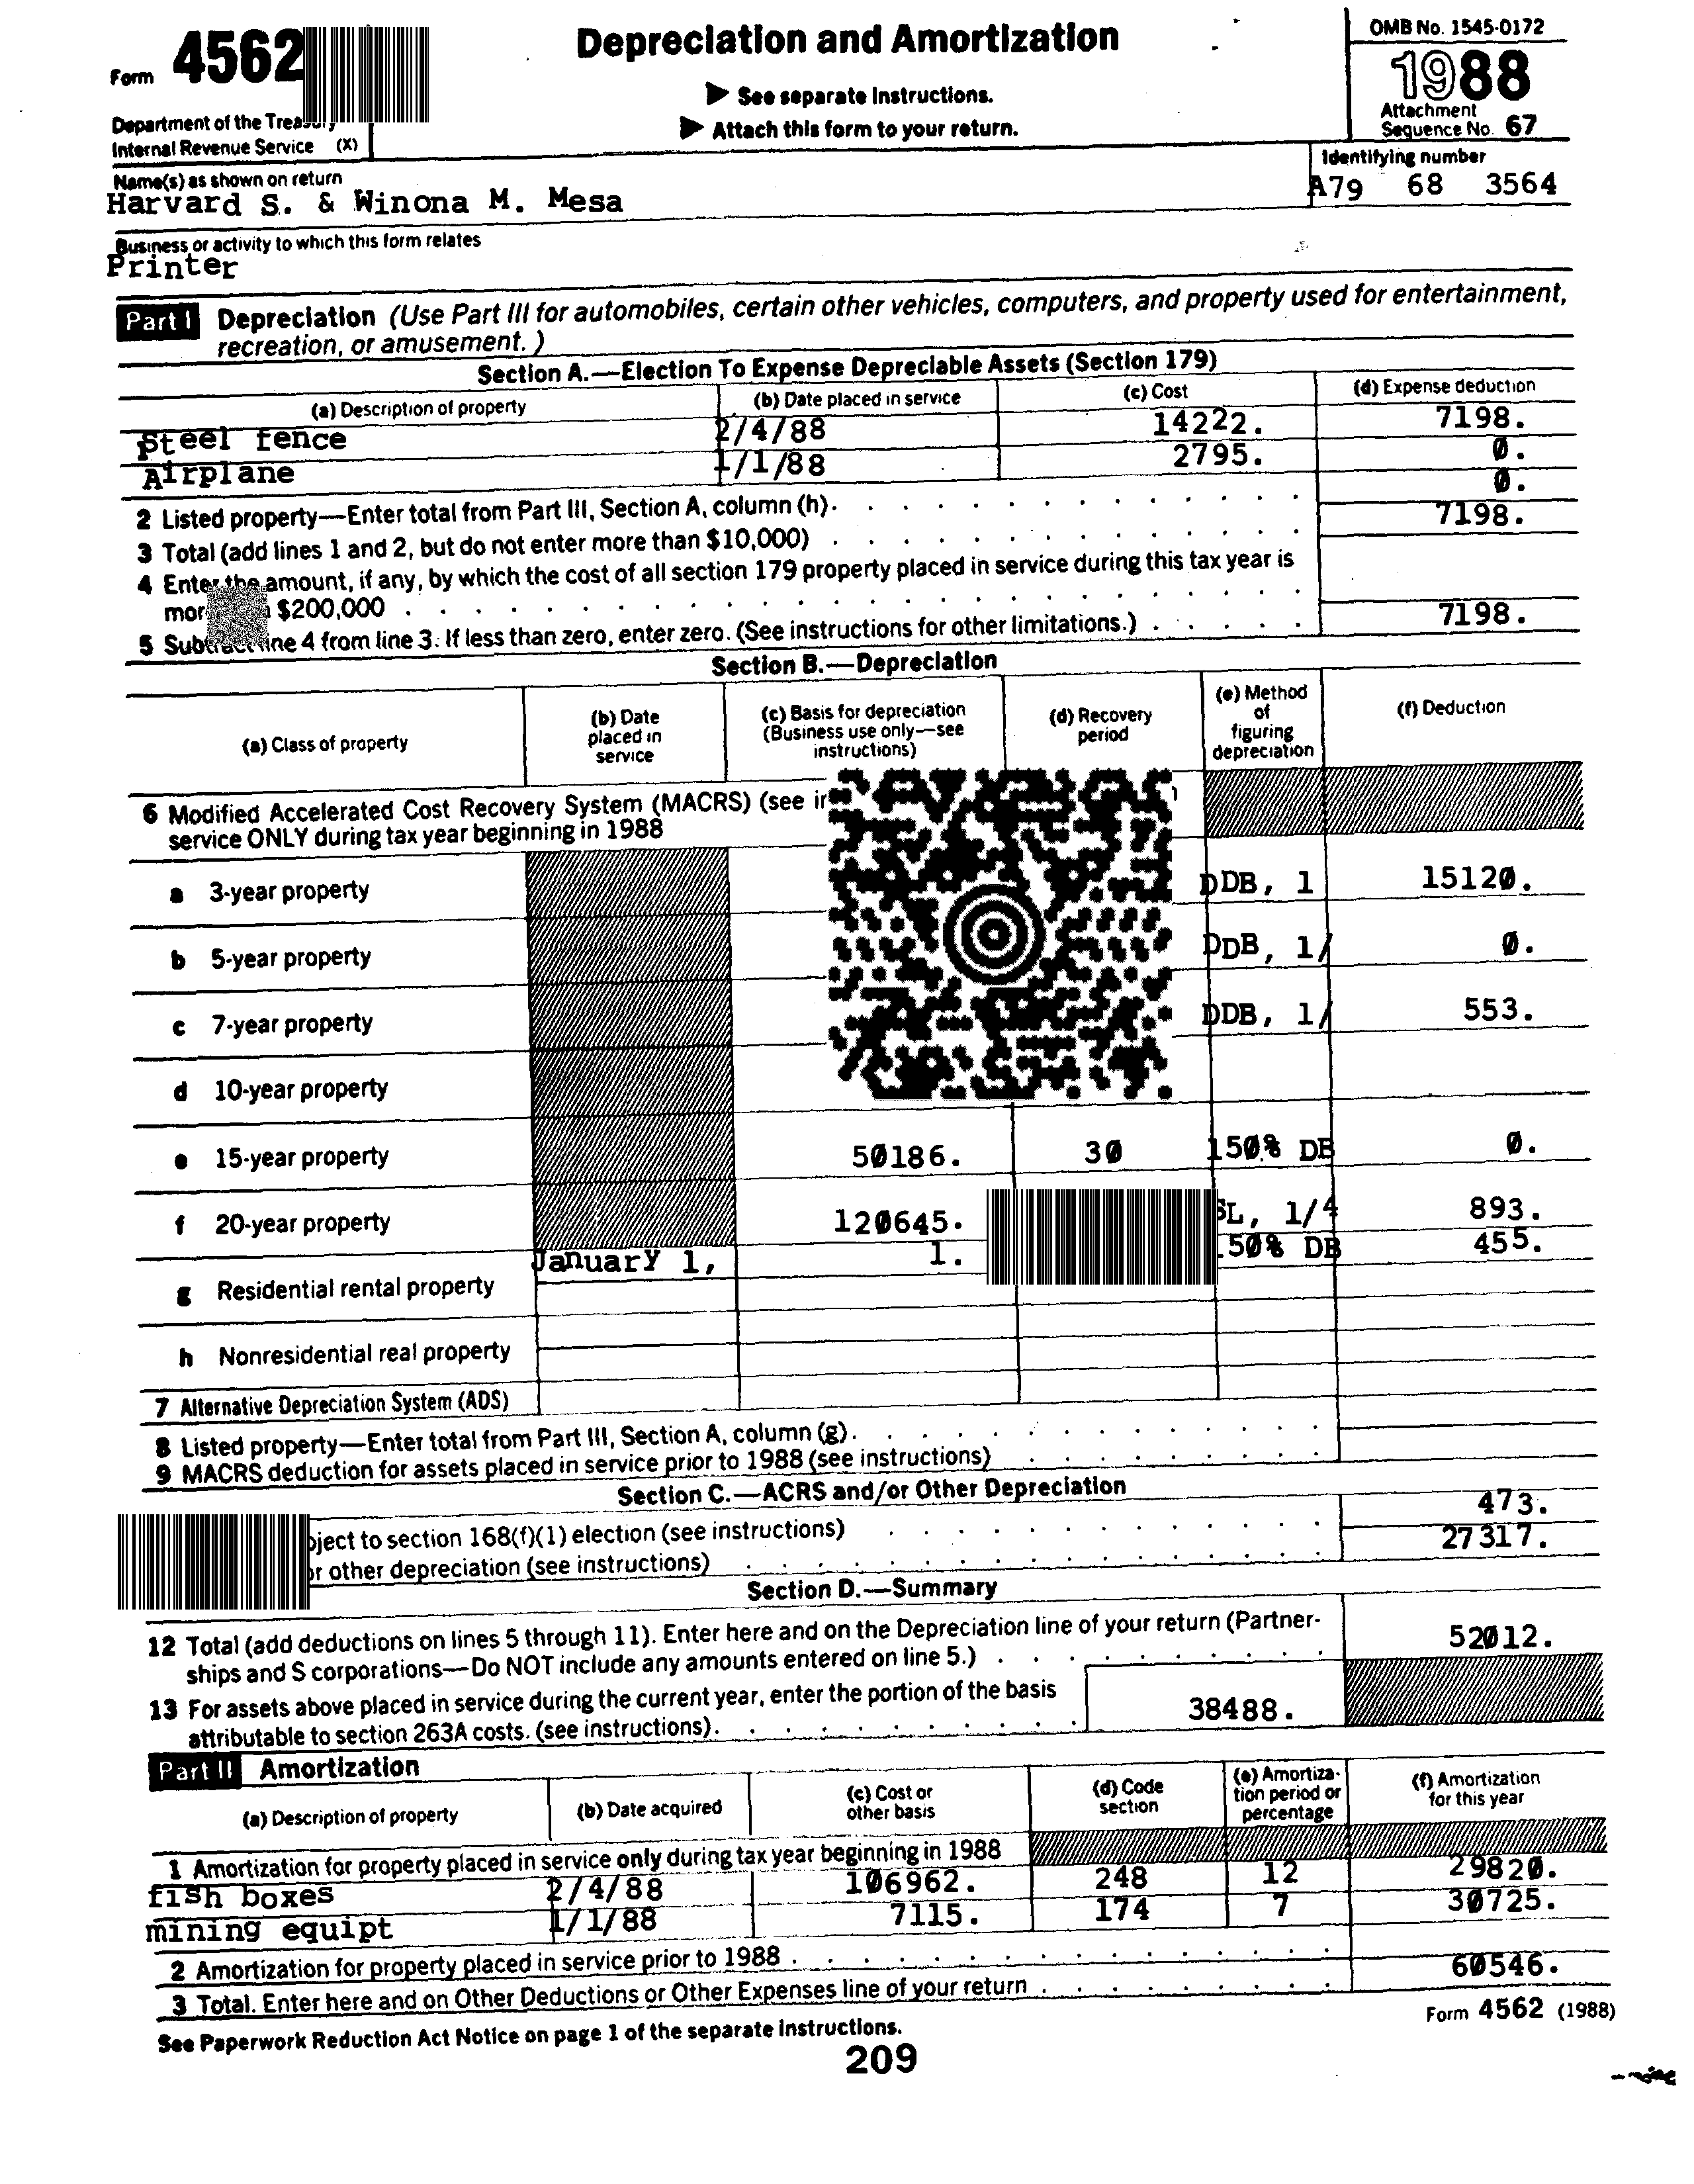 Form 4562
Depreciation and Amortization
▶ See separate Instructions.
▶ Attach this form to your return.
OMB No. 1545-0172
1988
Attachment
Sequence No. 67
Department of the Treasury
Internal Revenue Service (X)
Name(s) as shown on return
Harvard S. & Winona M. Mesa
Identifying number
A79 68 3564
Business or activity to which this form relates
Printer
Part I Depreciation (Use Part III for automobiles, certain other vehicles, computers, and property used for entertainment,
recreation, or amusement. )
Section A.—Election To Expense Depreciable Assets (Section 179)
(a) Description of property (b) Date placed in service (c) Cost (d) Expense deduction
Steel fence 2/4/88 14222. 7198.
Airplane 1/1/88 2795. 0.
0.
2 Listed property—Enter total from Part III, Section A, column (h).
7198.
3 Total (add lines 1 and 2, but do not enter more than $10,000)
4 Enter the amount, if any, by which the cost of all section 179 property placed in service during this tax year is
$200,000
5 Subtract line 4 from line 3. If less than zero, enter zero. (See instructions for other limitations.) 7198.
Section B.—Depreciation
(a) Class of property (b) Date placed in service (c) Basis for depreciation (Business use only—see instructions) (d) Recovery period (e) Method of figuring depreciation (f) Deduction
6 Modified Accelerated Cost Recovery System (MACRS) (see
service ONLY during tax year beginning in 1988
a 3-year property DDB, 1 15120.
b 5-year property DDB, 1/ 0.
c 7-year property DDB, 1/ 553.
d 10-year property
e 15-year property 50186. 30 150% DB 0.
f 20-year property 120645. SL, 1/4 893.
January 1, 1. 50% DB 455.
g Residential rental property
h Nonresidential real property
7 Alternative Depreciation System (ADS)
8 Listed property—Enter total from Part III, Section A, column (g).
9 MACRS deduction for assets placed in service prior to 1988 (see instructions)
Section C.—ACRS and/or Other Depreciation
to section 168(f)(1) election (see instructions) 473.
other depreciation (see instructions) 27317.
Section D.—Summary
12 Total (add deductions on lines 5 through 11). Enter here and on the Depreciation line of your return (Partner-
ships and S corporations—Do NOT include any amounts entered on line 5.) 52012.
13 For assets above placed in service during the current year, enter the portion of the basis
attributable to section 263A costs. (see instructions). 38488.
Part II Amortization
(a) Description of property (b) Date acquired (c) Cost or other basis (d) Code section (e) Amortiza-tion period or percentage (f) Amortization for this year
1 Amortization for property placed in service only during tax year beginning in 1988
fish boxes 2/4/88 106962. 248 12 29820.
mining equipt 1/1/88 7115. 174 7 30725.
2 Amortization for property placed in service prior to 1988
60546.
3 Total. Enter here and on Other Deductions or Other Expenses line of your return
See Paperwork Reduction Act Notice on page 1 of the separate instructions.
Form 4562 (1988)
209